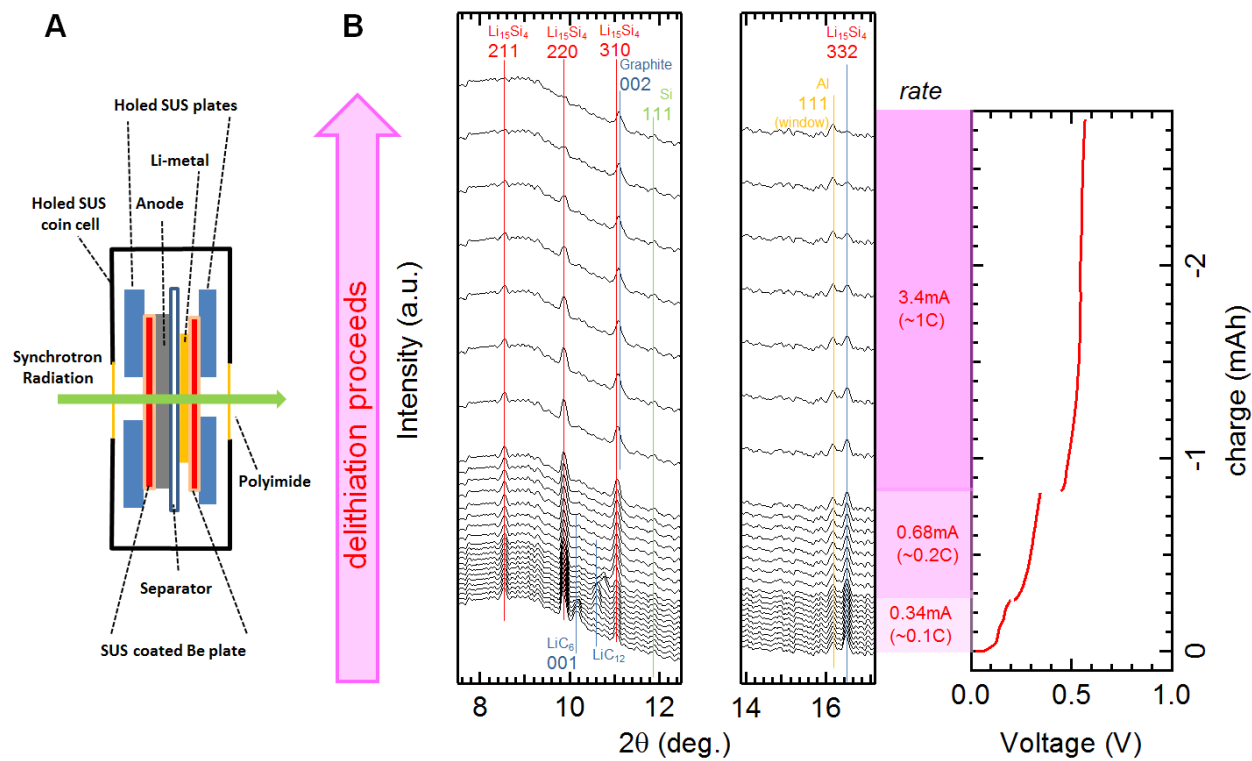 A
Holed SUS plates
Li-metal
Holed SUS
coin cell
Anode
Synchrotron
Radiation
Polyimide
Separator
SUS coated Be plate
B
delithiation proceeds
Intensity (a.u.)
Li₁₅Si₄
211
Li₁₅Si₄
220
Li₁₅Si₄
310
Graphite
002
Si
111
LiC₆
001
LiC₁₂
8 10 12
Li₁₅Si₄
332
Al
111
(window)
14 16
2θ (deg.)
rate
3.4mA
(~1C)
0.68mA
(~0.2C)
0.34mA
(~0.1C)
-2
-1
0
charge (mAh)
0.0 0.5 1.0
Voltage (V)